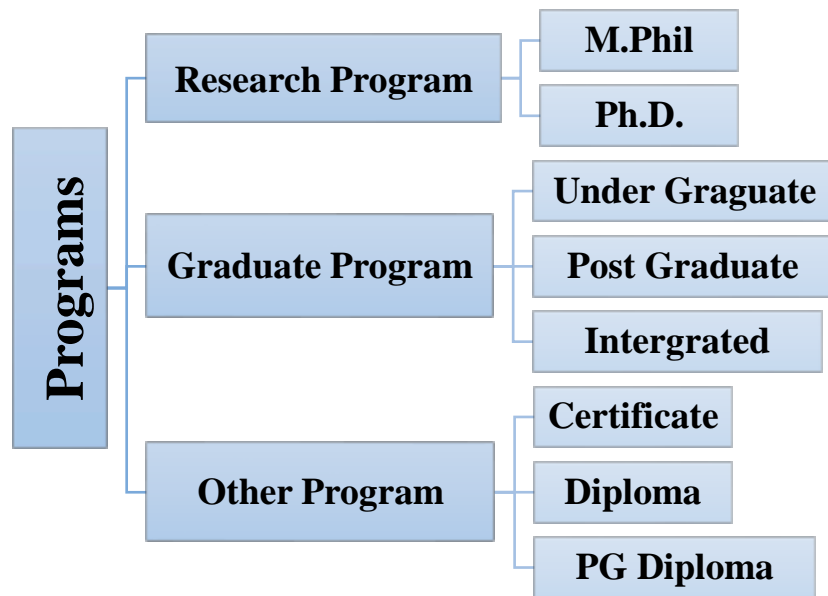 Programs
Research Program
M.Phil
Ph.D.
Graduate Program
Under Graguate
Post Graduate
Intergrated
Other Program
Certificate
Diploma
PG Diploma